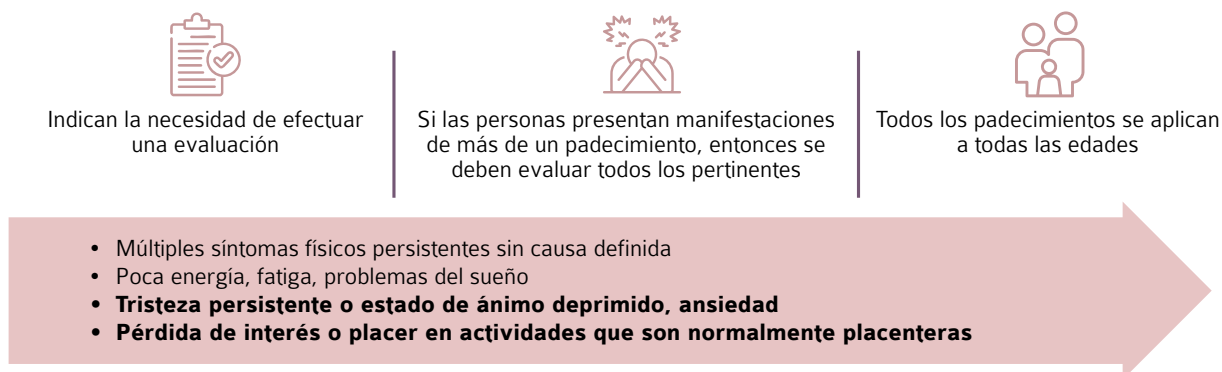 Indican la necesidad de efectuar
una evaluación
Si las personas presentan manifestaciones
de más de un padecimiento, entonces se
deben evaluar todos los pertinentes
Todos los padecimientos se aplican
a todas las edades
• Múltiples síntomas físicos persistentes sin causa definida
• Poca energía, fatiga, problemas del sueño
• Tristeza persistente o estado de ánimo deprimido, ansiedad
• Pérdida de interés o placer en actividades que son normalmente placenteras